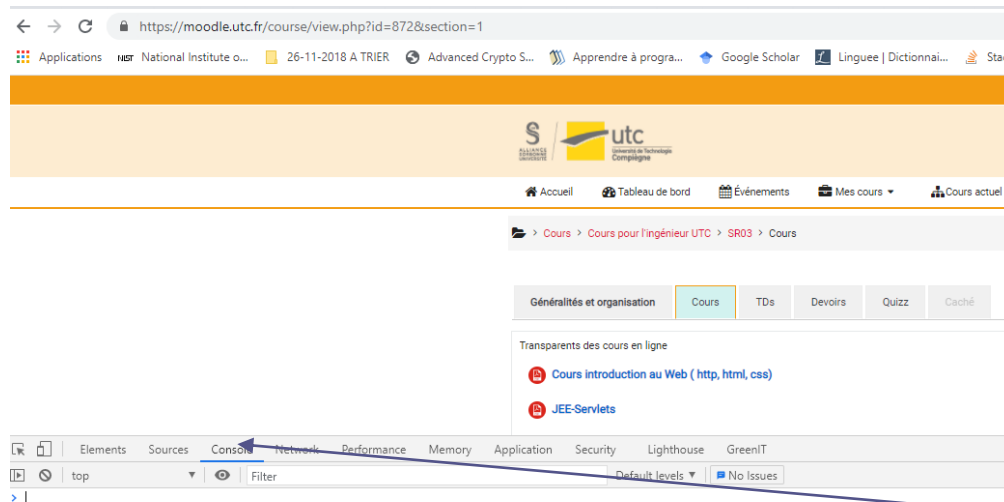 https://moodle.utc.fr/course/view.php?id=872&section=1
Applications NIST National Institute o... 26-11-2018 A TRIER Advanced Crypto S... Apprendre à progra... Google Scholar Linguee | Dictionnai... Sta
S
ALLIANCE
SORBONNE
UNIVERSITÉ
utc
Université de Technologie
Compiègne
Accueil Tableau de bord Événements Mes cours Cours actuel
> Cours > Cours pour l'ingénieur UTC > SR03 > Cours
Généralités et organisation Cours TDs Devoirs Quizz Caché
Transparents des cours en ligne
Cours introduction au Web ( http, html, css)
JEE-Servlets
Elements Sources Console Network Performance Memory Application Security Lighthouse GreenIT
top Filter Default levels No Issues
>